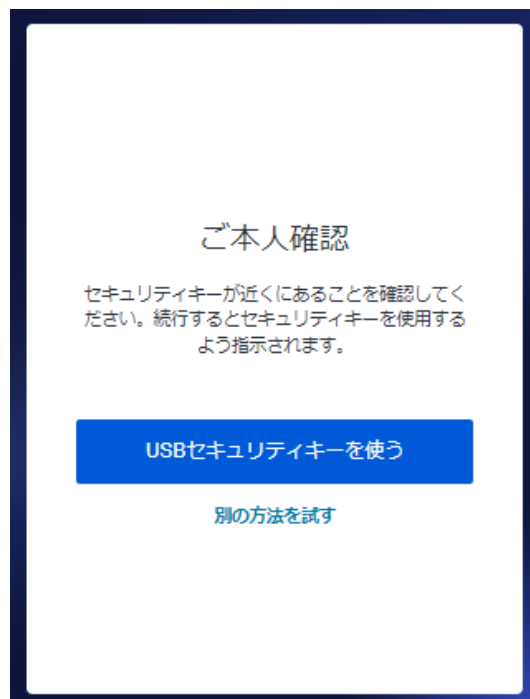 ご本人確認
セキュリティキーが近くにあることを確認してく
ださい。続行するとセキュリティキーを使用する
よう指示されます。
USBセキュリティキーを使う
別の方法を試す